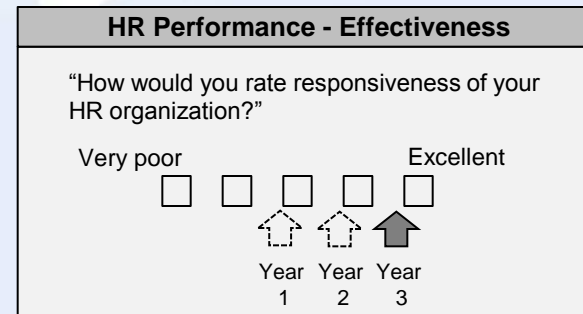 HR Performance - Effectiveness
“How would you rate responsiveness of your
HR organization?”
Very poor Excellent
Year Year Year
1 2 3